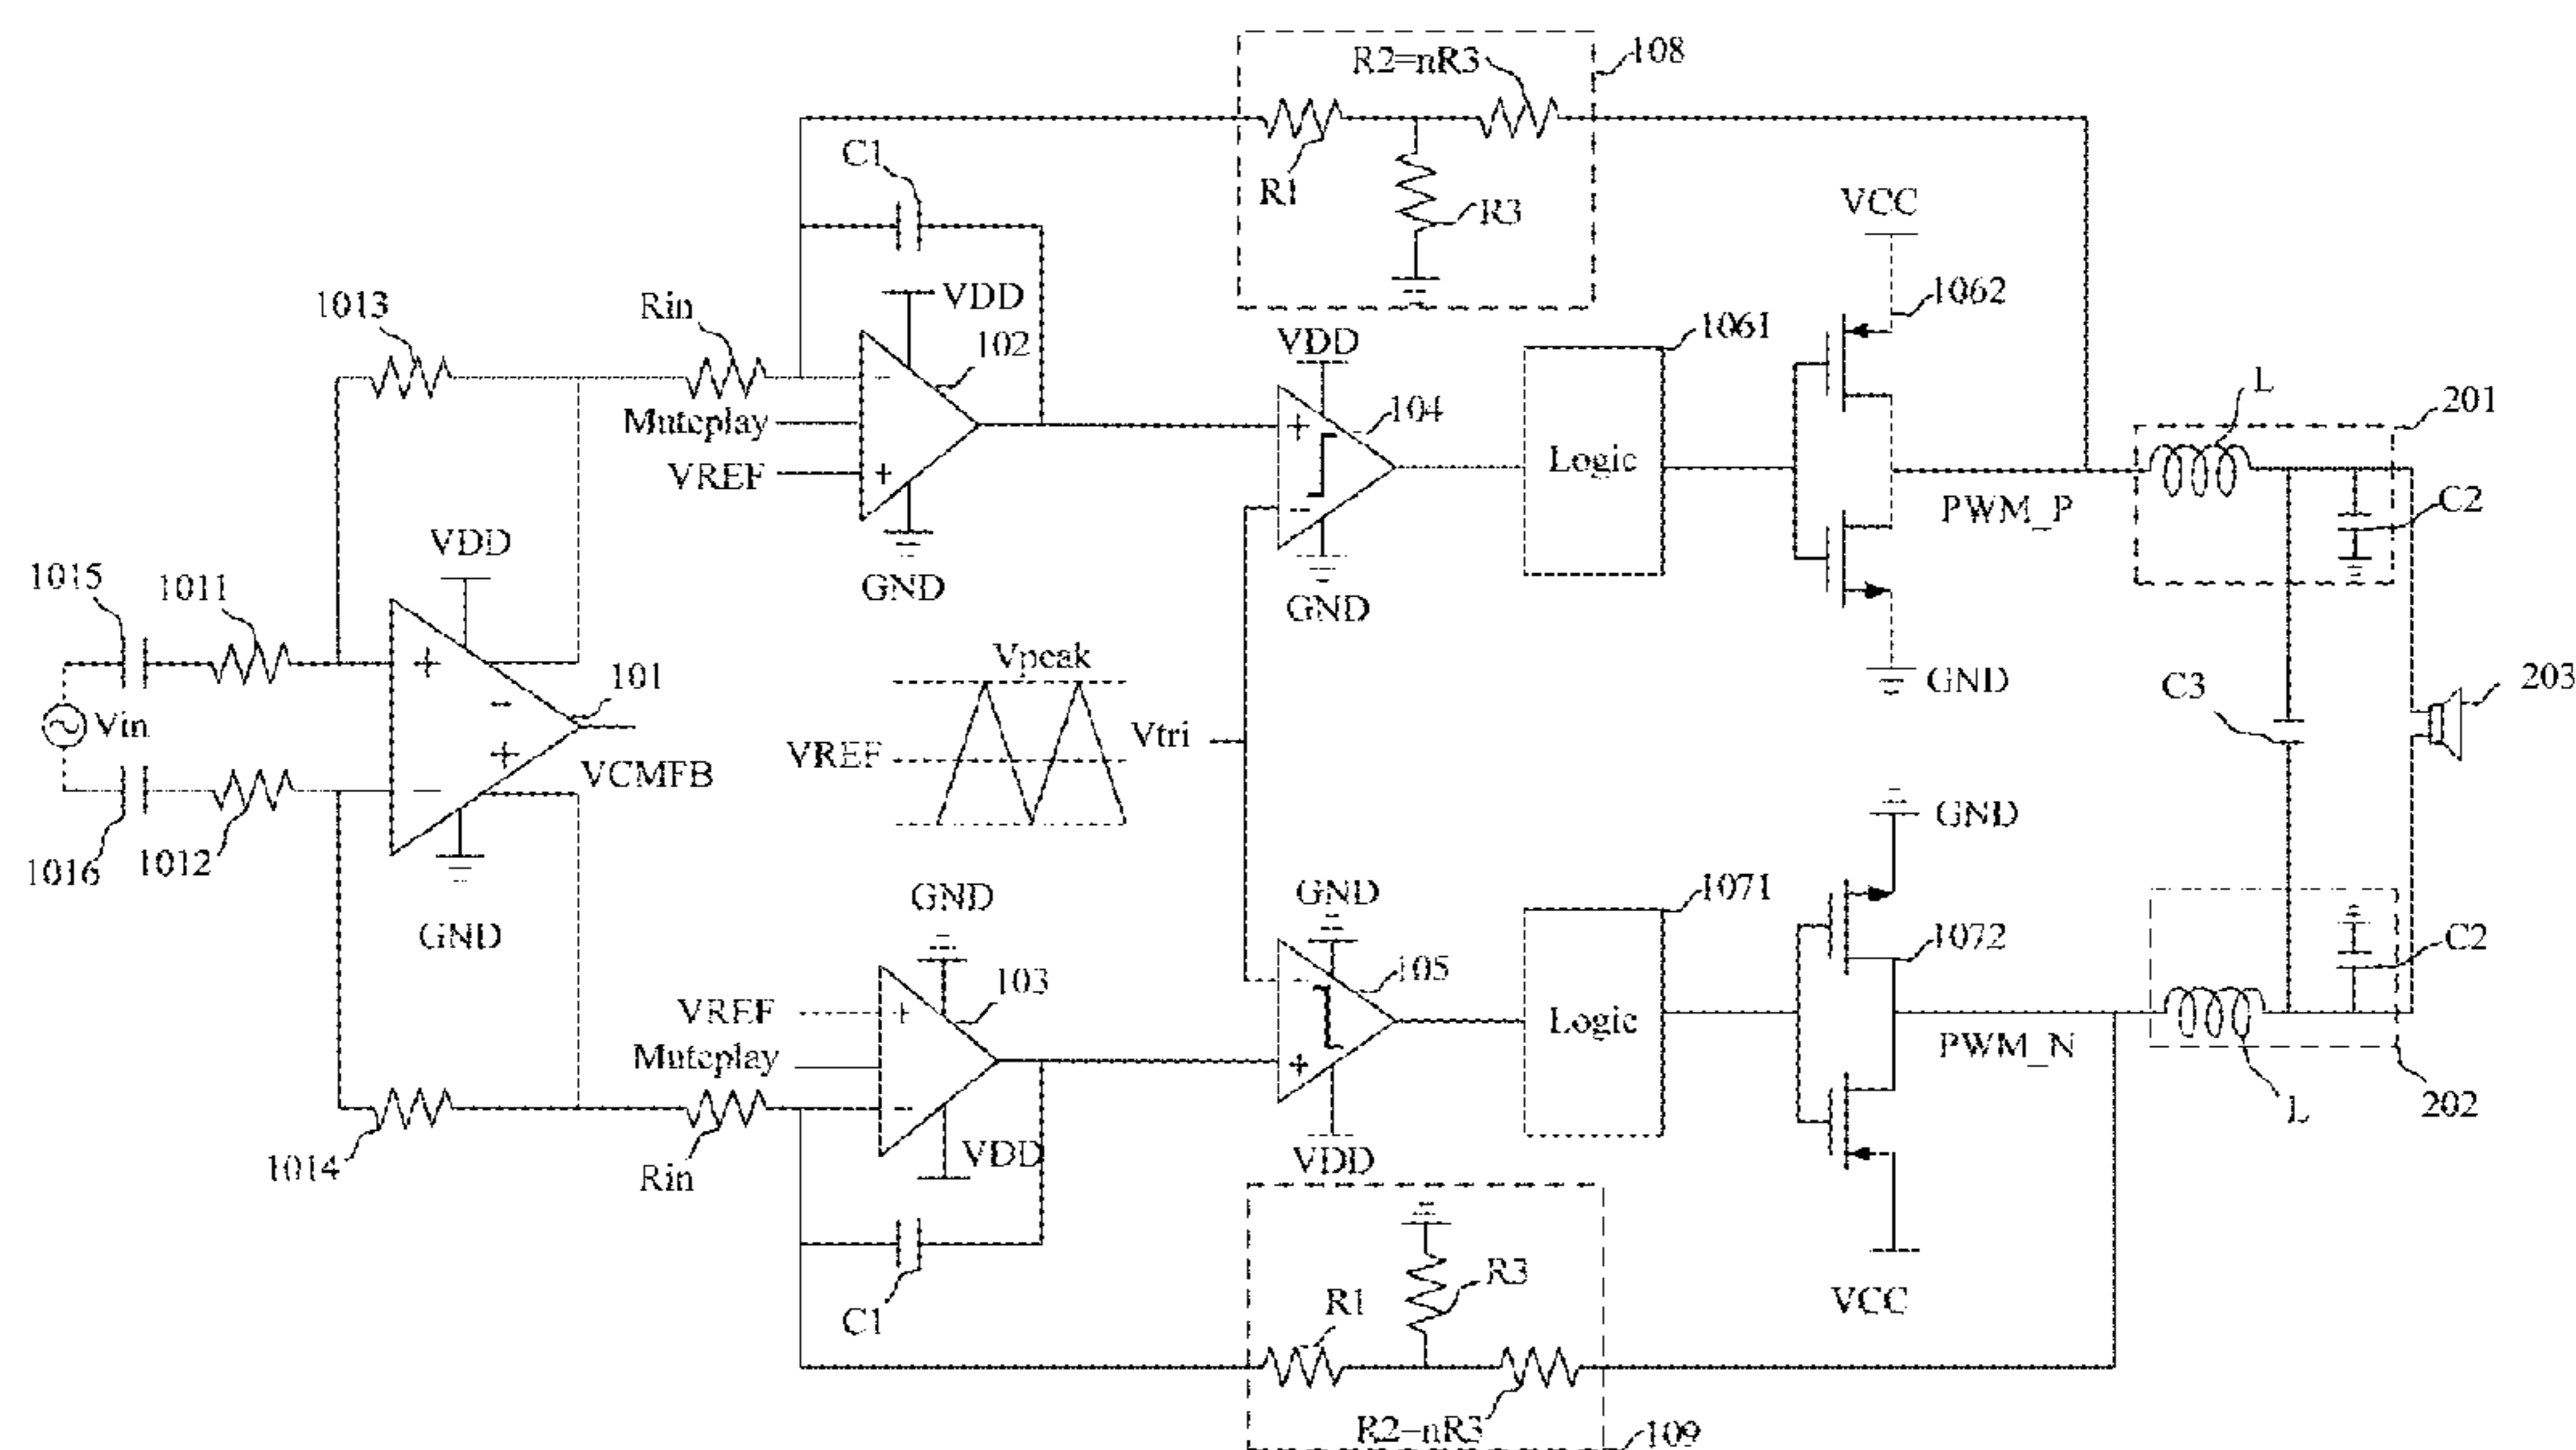 R2=nR3
108
R1
R3
C1
VCC
1013
Rin
VDD
102
1062
Muteplay
VREF
GND
VDD
104
GND
1061
Logic
PWM_P
GND
L
201
C2
1015
1011
VDD
101
Vin
VCMFB
1016
1012
GND
Vpeak
VREF
Vtri
C3
203
GND
103
VREF
Muteplay
VDD
1014
Rin
C1
GND
105
VDD
1071
Logic
GND
1072
PWM_N
VCC
C2
L
202
R1
R3
R2=nR3
109